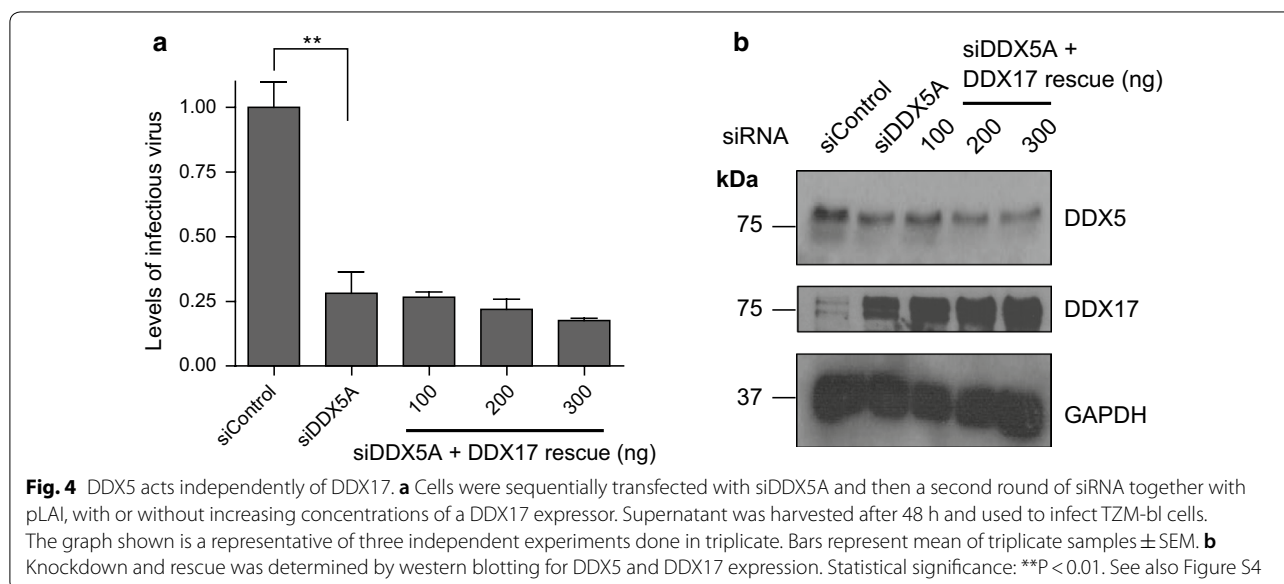 a
**
Levels of infectious virus
1.00
0.75
0.50
0.25
0.00
siControl
siDDX5A
100
200
300
siDDX5A + DDX17 rescue (ng)
b
siDDX5A +
DDX17 rescue (ng)
siRNA
siControl
siDDX5A
100
200
300
kDa
75
DDX5
75
DDX17
37
GAPDH
Fig. 4 DDX5 acts independently of DDX17. a Cells were sequentially transfected with siDDX5A and then a second round of siRNA together with
pLAI, with or without increasing concentrations of a DDX17 expressor. Supernatant was harvested after 48 h and used to infect TZM-bl cells.
The graph shown is a representative of three independent experiments done in triplicate. Bars represent mean of triplicate samples ± SEM. b
Knockdown and rescue was determined by western blotting for DDX5 and DDX17 expression. Statistical significance: **P < 0.01. See also Figure S4